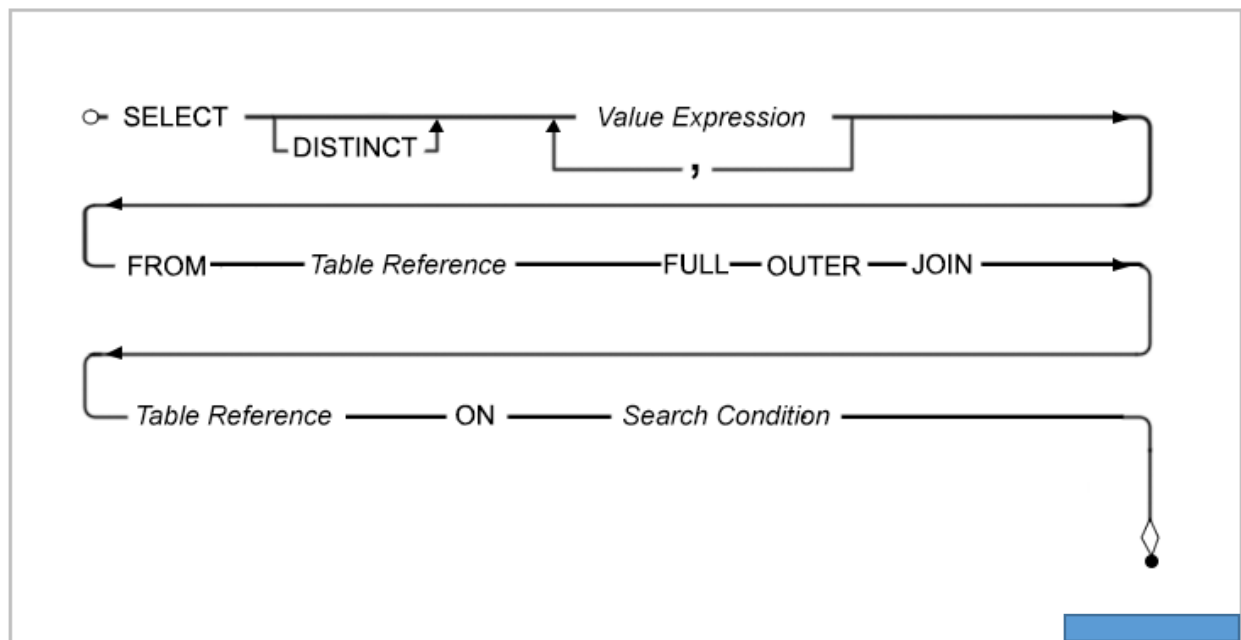 SELECT Value Expression
DISTINCT
,
FROM Table Reference FULL OUTER JOIN
Table Reference ON Search Condition